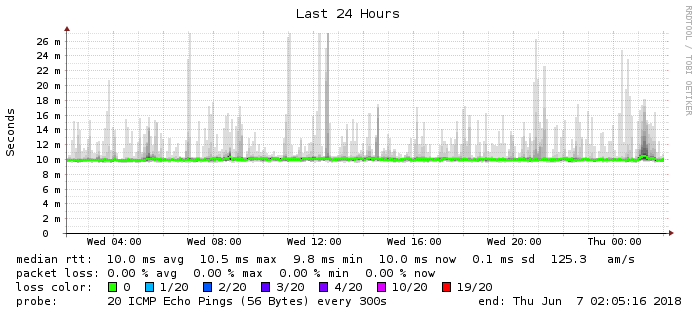 Last 24 Hours
RRDTOOL / TOBI OETIKER
Seconds
26 m
24 m
22 m
20 m
18 m
16 m
14 m
12 m
10 m
8 m
6 m
4 m
2 m
0
Wed 04:00 Wed 08:00 Wed 12:00 Wed 16:00 Wed 20:00 Thu 00:00
median rtt: 10.0 ms avg 10.5 ms max 9.8 ms min 10.0 ms now 0.1 ms sd 125.3 am/s
packet loss: 0.00 % avg 0.00 % max 0.00 % min 0.00 % now
loss color: 0 1/20 2/20 3/20 4/20 10/20 19/20
probe: 20 ICMP Echo Pings (56 Bytes) every 300s end: Thu Jun 7 02:05:16 2018